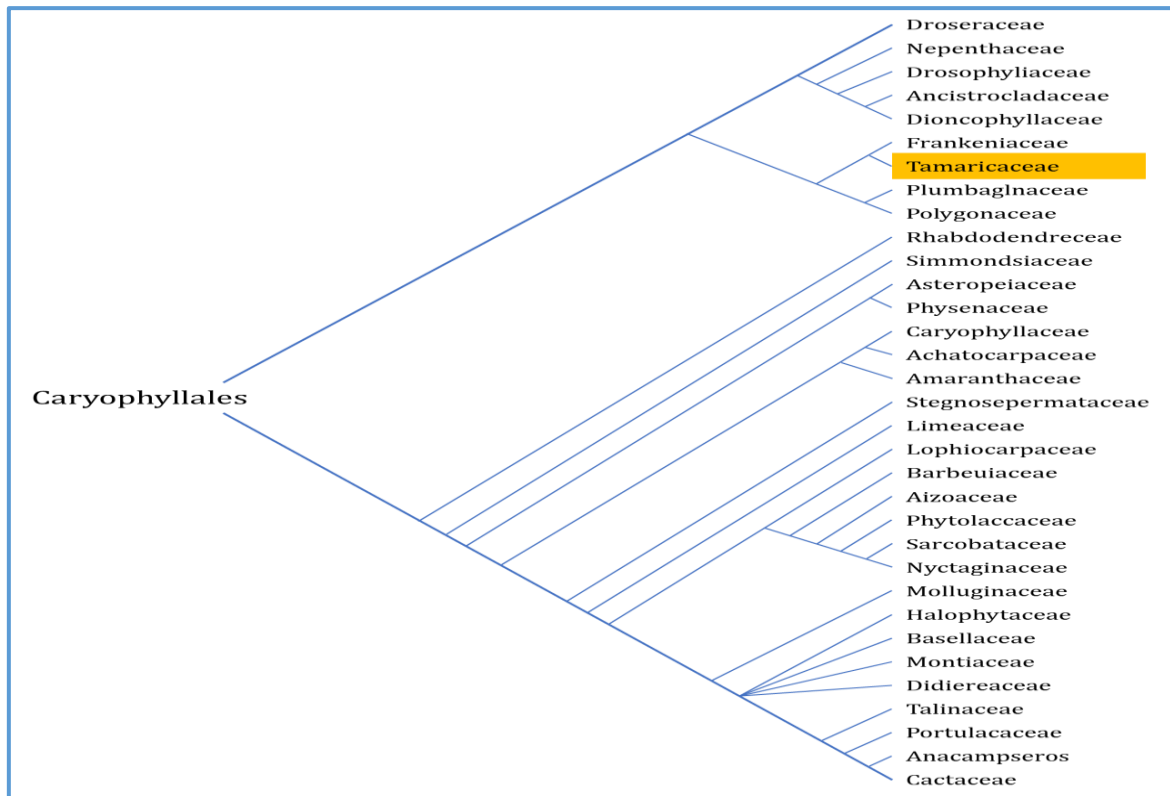 Droseraceae
Nepenthaceae
Drosophyliaceae
Ancistrocladaceae
Dioncophyllaceae
Frankeniaceae
Tamaricaceae
Plumbaglnaceae
Polygonaceae
Rhabdodendreceae
Simmondsiaceae
Asteropeiaceae
Physenaceae
Caryophyllaceae
Achatocarpaceae
Amaranthaceae
Caryophyllales
Stegnosepermataceae
Limeaceae
Lophiocarpaceae
Barbeuiaceae
Aizoaceae
Phytolaccaceae
Sarcobataceae
Nyctaginaceae
Molluginaceae
Halophytaceae
Basellaceae
Montiaceae
Didiereaceae
Talinaceae
Portulacaceae
Anacampseros
Cactaceae